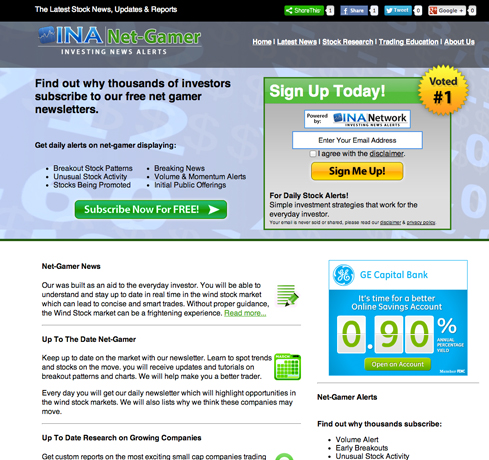 The Latest Stock News, Updates & Reports
ShareThis 1 Share 1 Tweet 0 Google + 0
INA Net-Gamer
INVESTING NEWS ALERTS
Home | Latest News | Stock Research | Trading Education | About Us
Find out why thousands of investors
subscribe to our free net gamer
newsletters.
Get daily alerts on net-gamer displaying:
Breakout Stock Patterns
Unusual Stock Activity
Stocks Being Promoted
Breaking News
Volume & Momentum Alerts
Initial Public Offerings
Subscribe Now For FREE!
Sign Up Today!
Voted
#1
Powered by: INA Network
INVESTING NEWS ALERTS
Enter Your Email Address
I agree with the disclaimer.
Sign Me Up!
For Daily Stock Alerts!
Simple investment strategies that work for the
everyday investor.
Your email is never sold or shared, please read our disclaimer & privacy policy.
Net-Gamer News
Our was built as an aid to the everyday investor. You will be able to
understand and stay up to date in real time in the wind stock market
which can lead to concise and smart trades. Without proper guidance,
the Wind Stock market can be a frightening experience. Read more...
Up To The Date Net-Gamer
Keep up to date on the market with our newsletter. Learn to spot trends
and stocks on the move. you will receive updates and tutorials on
breakout patterns and charts. We will help make you a better trader.
MARCH
Every day you will get our daily newsletter which will highlight opportunities in
the wind stock markets. We will also lists why we think these companies may
move.
Up To Date Research on Growing Companies
Get custom reports on the most exciting small cap companies trading
GE Capital Bank
It's time for a better
Online Savings Account
0.90%
ANNUAL
PERCENTAGE
YIELD
Open an Account
Member FDIC
Net-Gamer Alerts
Find out why thousands subscribe:
Volume Alert
Early Breakouts
Unusual Stock Activity